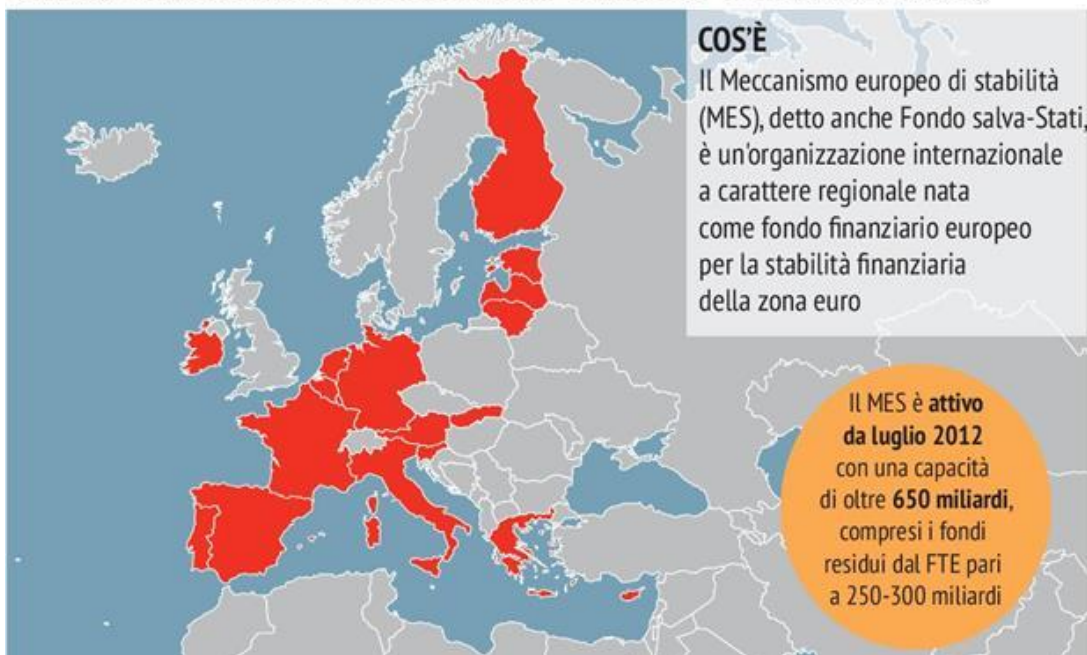 COS'È
Il Meccanismo europeo di stabilità
(MES), detto anche Fondo salva-Stati,
è un'organizzazione internazionale
a carattere regionale nata
come fondo finanziario europeo
per la stabilità finanziaria
della zona euro
Il MES è attivo
da luglio 2012
con una capacità
di oltre 650 miliardi,
compresi i fondi
residui dal FTE pari
a 250-300 miliardi